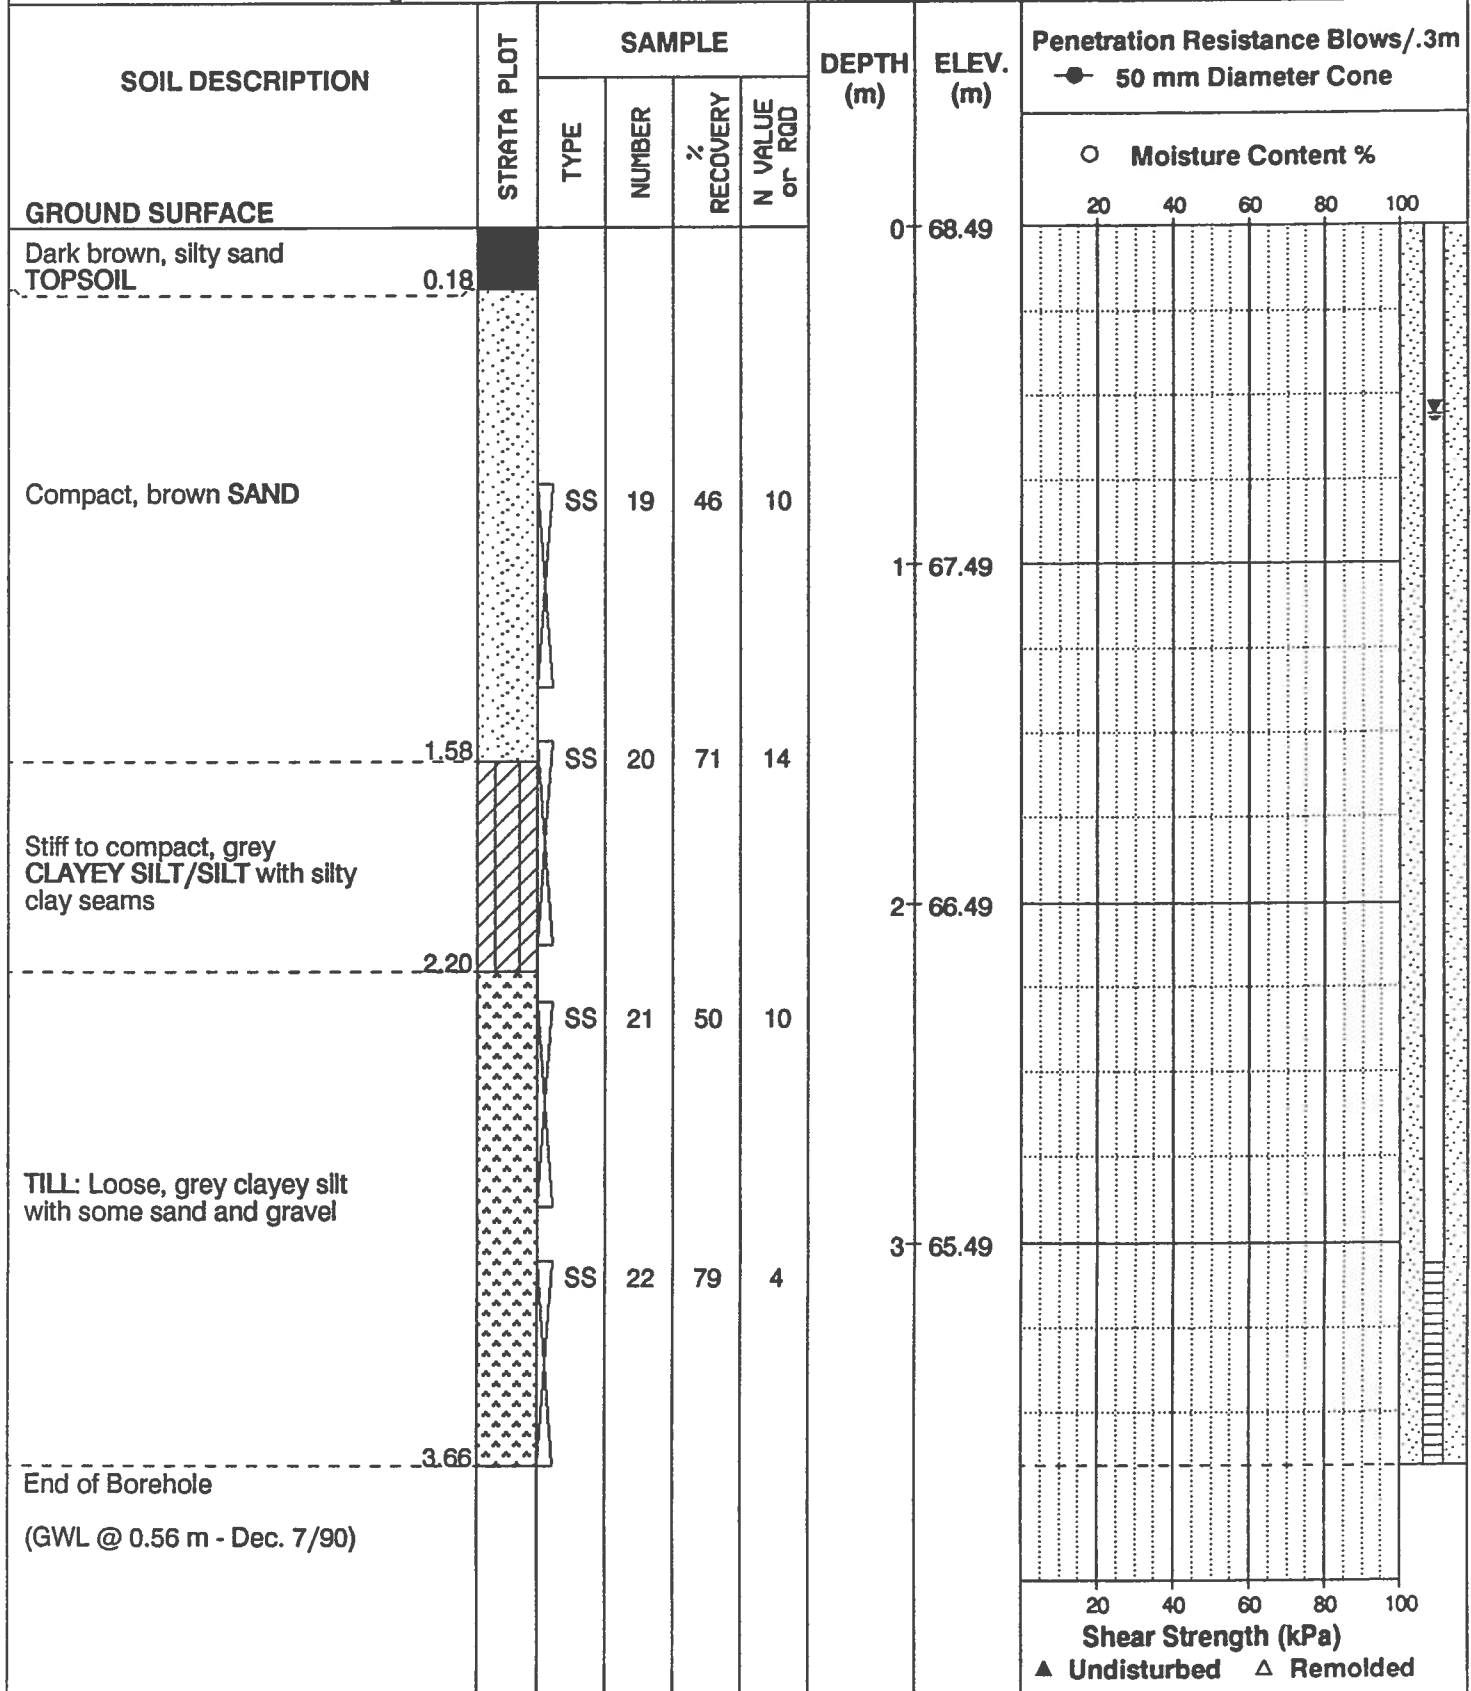 SOIL DESCRIPTION
GROUND SURFACE
STRATA PLOT
SAMPLE
TYPE
NUMBER
% RECOVERY
N VALUE or RQD
DEPTH
(m)
ELEV.
(m)
Penetration Resistance Blows/.3m
50 mm Diameter Cone
Moisture Content %
20 40 60 80 100
0 68.49
Dark brown, silty sand
TOPSOIL 0.18
Compact, brown SAND
SS 19 46 10
1 67.49
1.58
SS 20 71 14
Stiff to compact, grey
CLAYEY SILT/SILT with silty
clay seams
2 66.49
2.20
SS 21 50 10
TILL: Loose, grey clayey silt
with some sand and gravel
3 65.49
SS 22 79 4
3.66
End of Borehole
(GWL @ 0.56 m - Dec. 7/90)
20 40 60 80 100
Shear Strength (kPa)
▲ Undisturbed △ Remolded